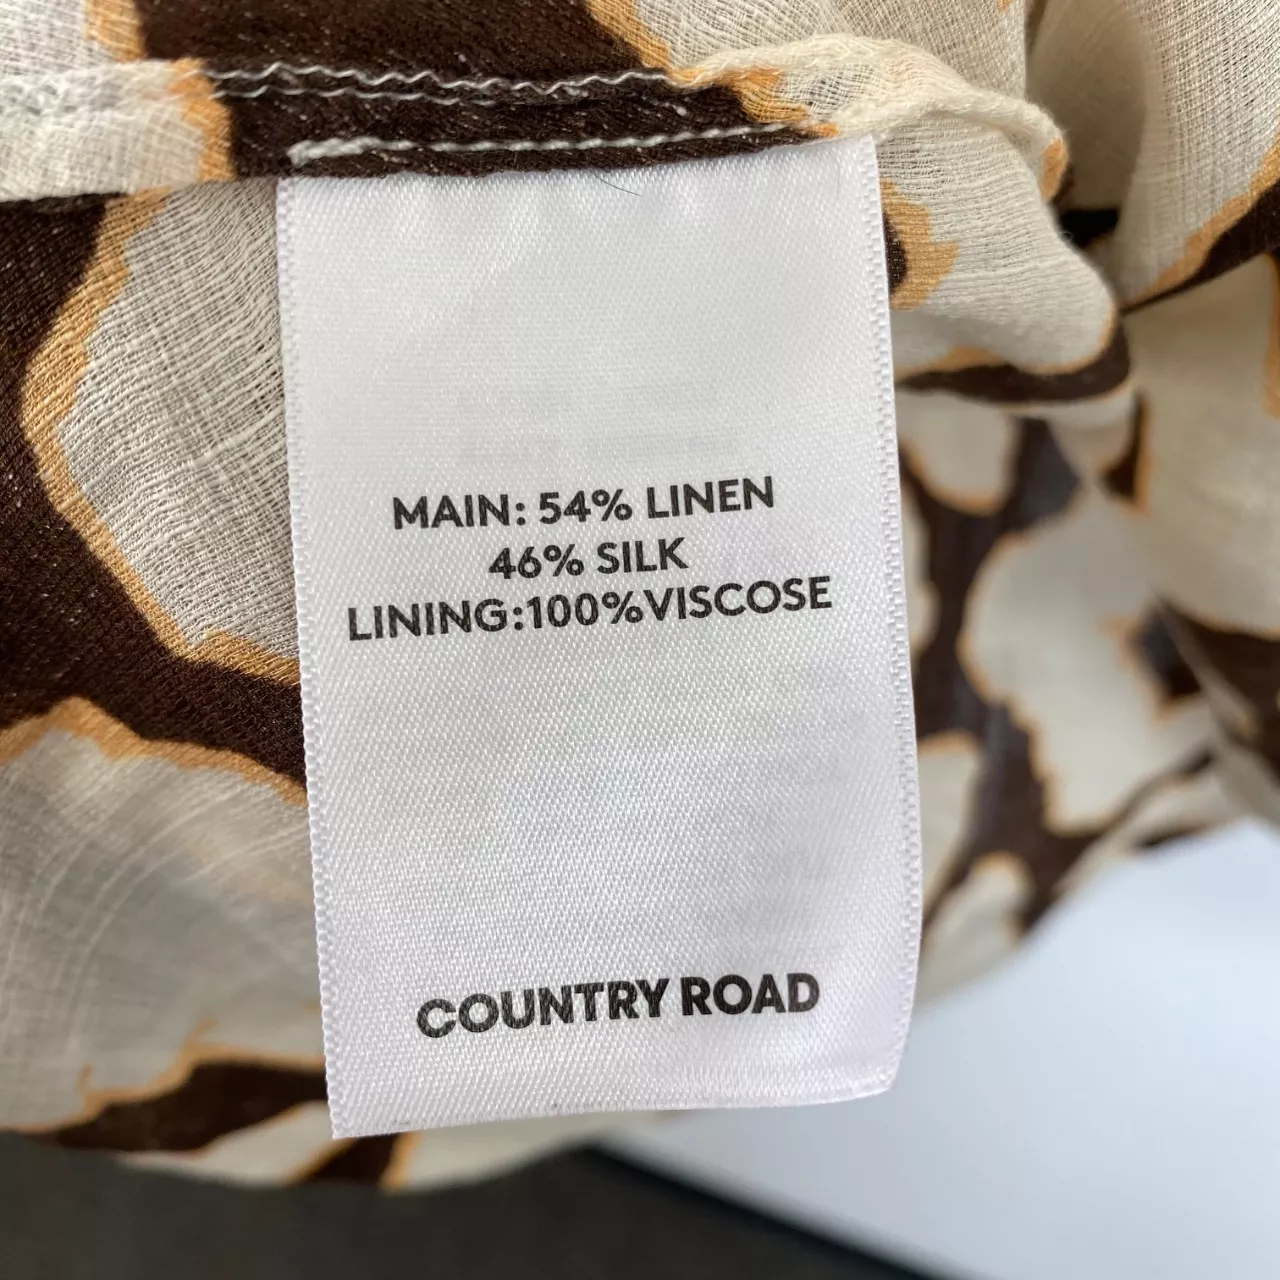 MAIN: 54% LINEN
46% SILK
LINING:100%VISCOSE
COUNTRY ROAD